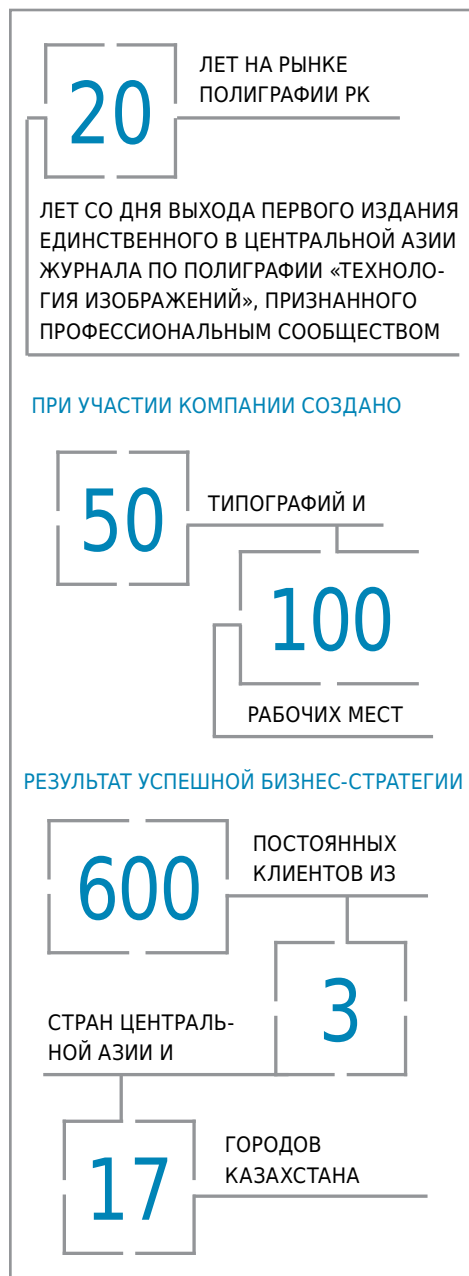 20
ЛЕТ НА РЫНКЕ
ПОЛИГРАФИИ РК
ЛЕТ СО ДНЯ ВЫХОДА ПЕРВОГО ИЗДАНИЯ
ЕДИНСТВЕННОГО В ЦЕНТРАЛЬНОЙ АЗИИ
ЖУРНАЛА ПО ПОЛИГРАФИИ «ТЕХНОЛО-
ГИЯ ИЗОБРАЖЕНИЙ», ПРИЗНАННОГО
ПРОФЕССИОНАЛЬНЫМ СООБЩЕСТВОМ
ПРИ УЧАСТИИ КОМПАНИИ СОЗДАНО
50
ТИПОГРАФИЙ И
100
РАБОЧИХ МЕСТ
РЕЗУЛЬТАТ УСПЕШНОЙ БИЗНЕС-СТРАТЕГИИ
600
ПОСТОЯННЫХ
КЛИЕНТОВ ИЗ
3
СТРАН ЦЕНТРАЛЬ-
НОЙ АЗИИ И
17
ГОРОДОВ
КАЗАХСТАНА